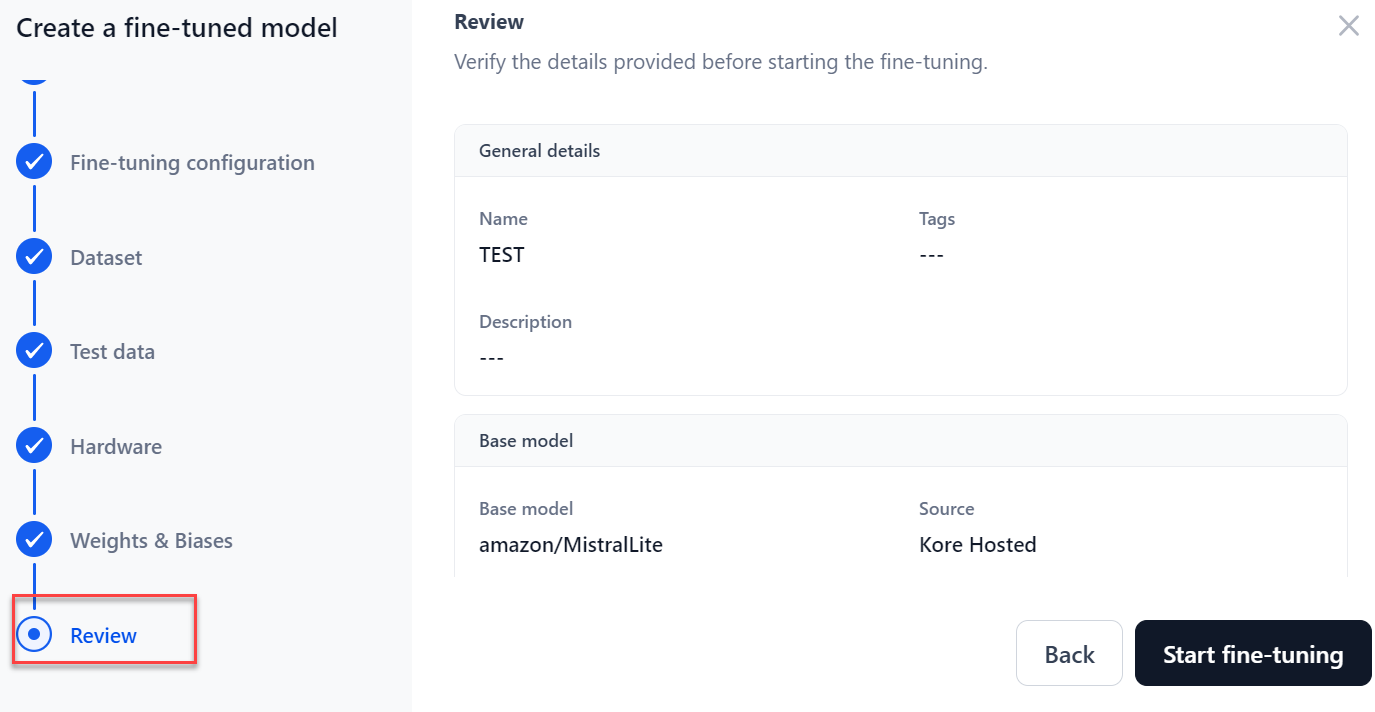 Create a fine-tuned model
Fine-tuning configuration
Dataset
Test data
Hardware
Weights & Biases
Review
Review
Verify the details provided before starting the fine-tuning.
General details
Name
Tags
TEST
---
Description
---
Base model
Base model
Source
amazon/MistralLite
Kore Hosted
Back
Start fine-tuning